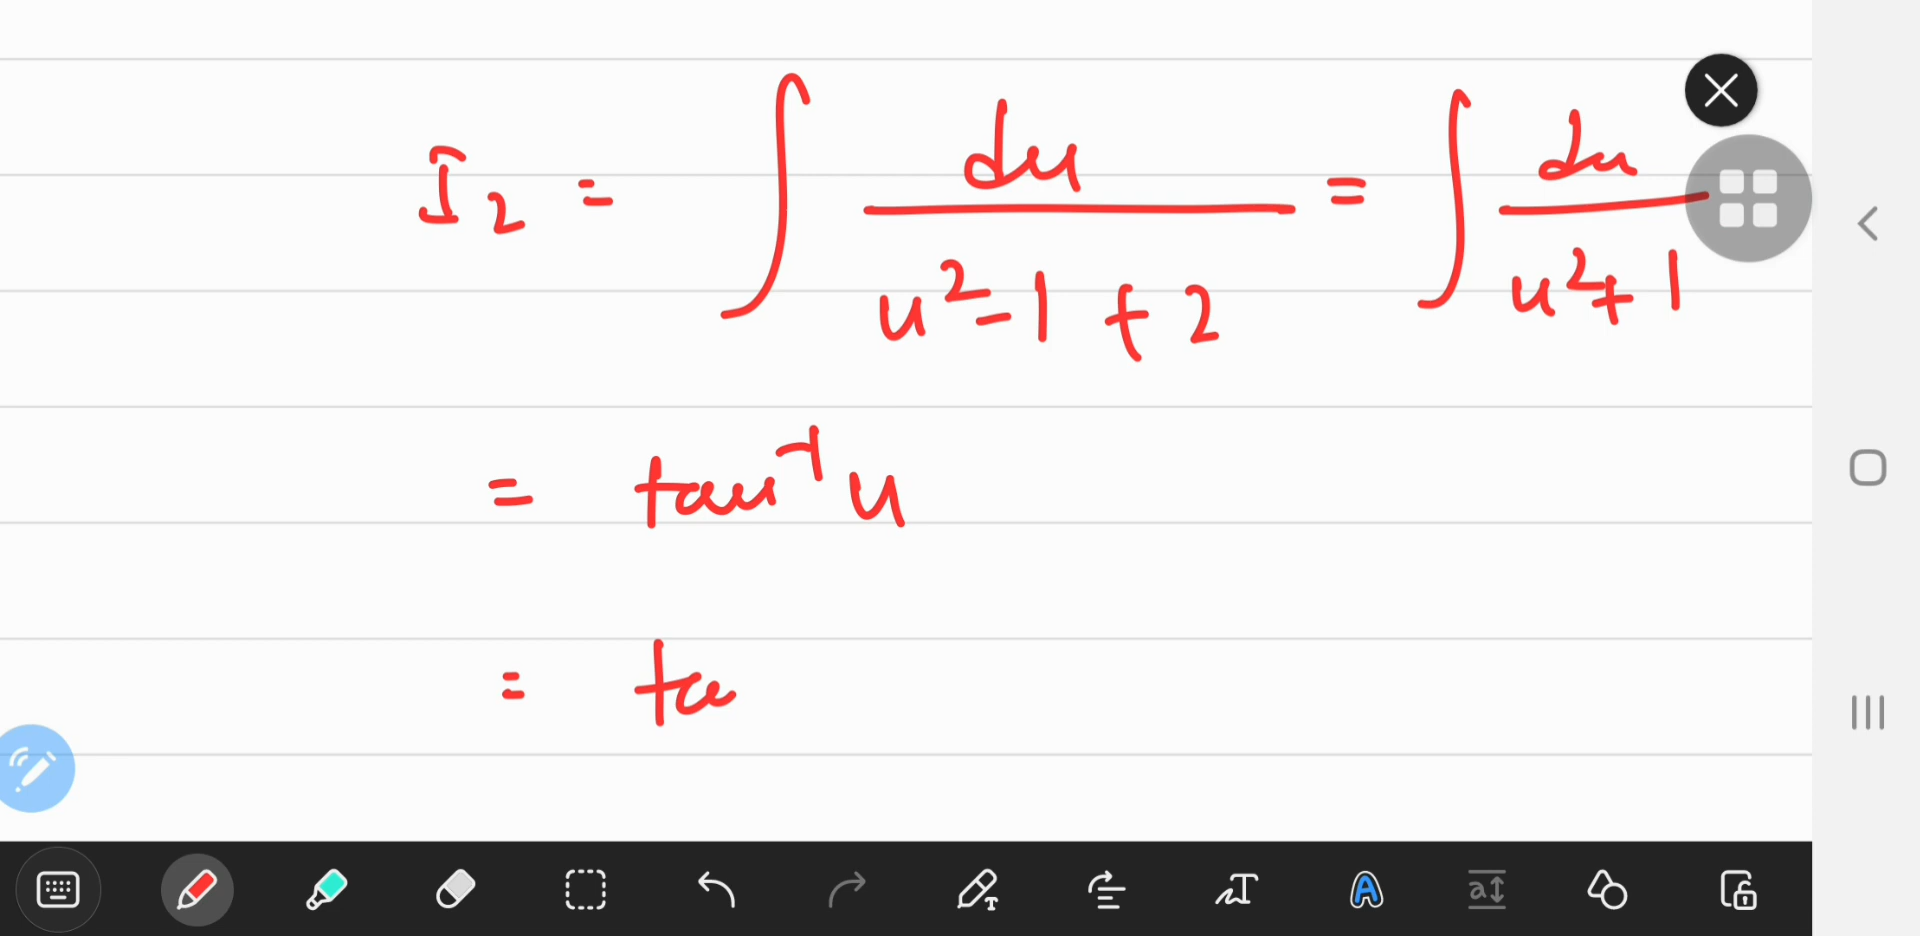 I₂ = ∫ du / (u² - 1 + 2) = ∫ du / (u² + 1)
= tan⁻¹ u
= ta